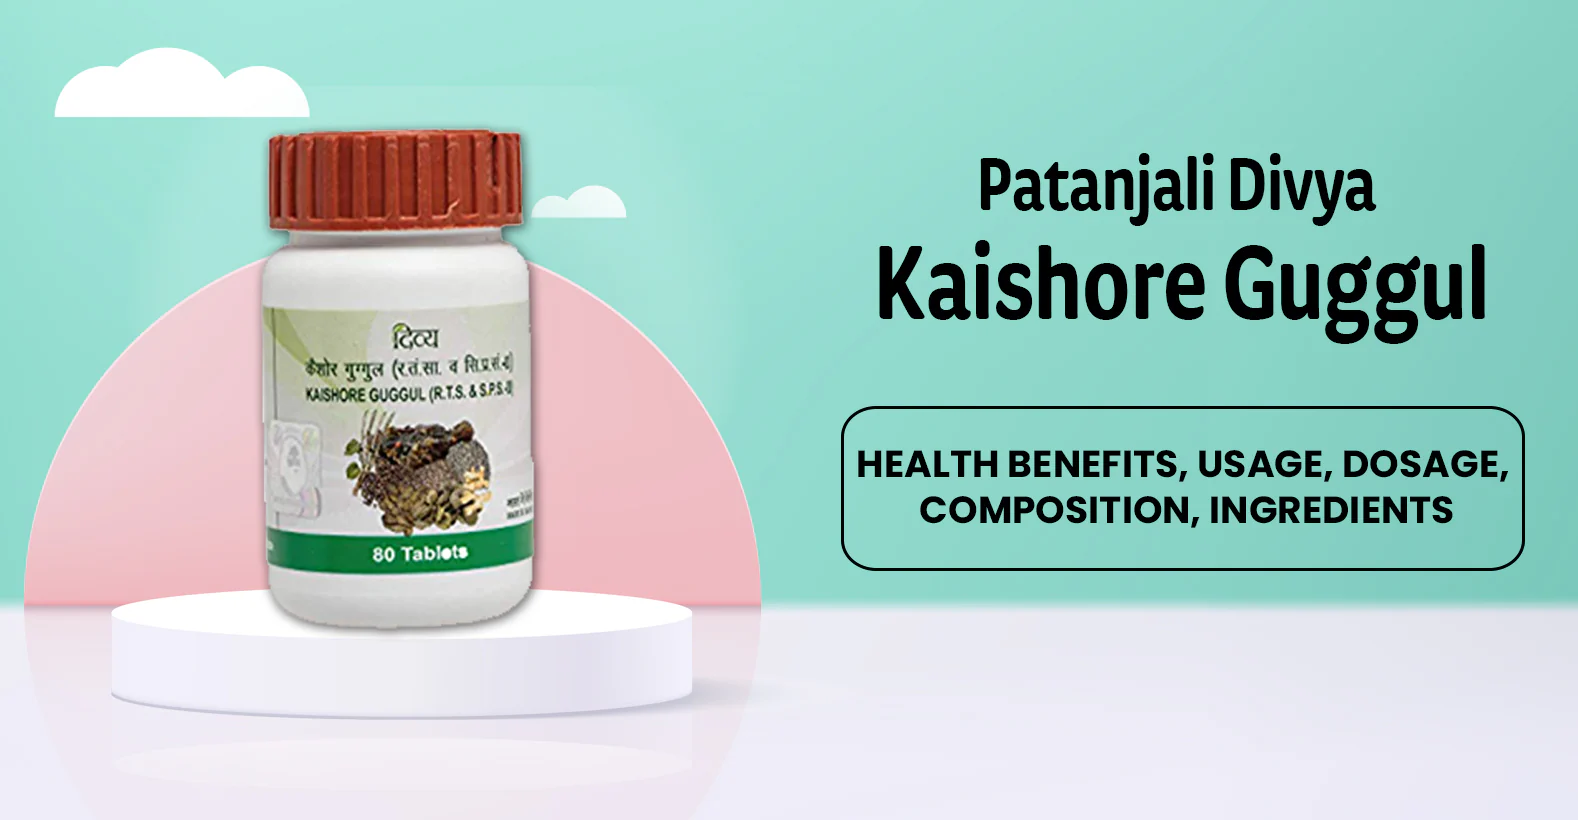 Patanjali Divya
Kaishore Guggul
HEALTH BENEFITS, USAGE, DOSAGE,
COMPOSITION, INGREDIENTS
दिव्य
कैशोर गुग्गुल (र.तं.सा. व सि.प्र.सं.-I)
KAISHORE GUGGUL (R.T.S. & S.P.S.-I)
80 Tablets